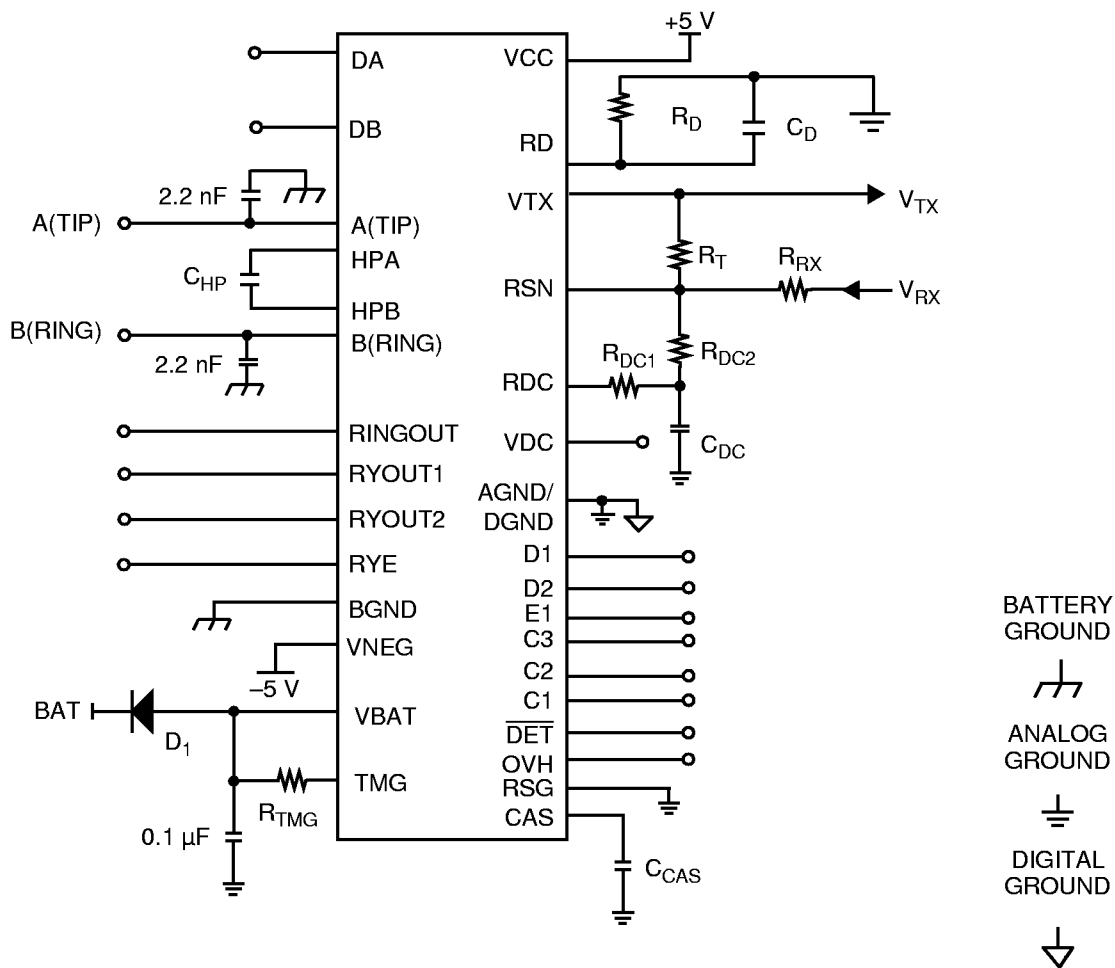 +5 V
DA
VCC
R_D
C_D
DB
RD
2.2 nF
VTX
V_TX
A(TIP)
A(TIP)
R_T
R_RX
HPA
C_HP
RSN
V_RX
HPB
B(RING)
B(RING)
2.2 nF
R_DC1
R_DC2
RDC
RINGOUT
VDC
C_DC
RYOUT1
AGND/
DGND
RYOUT2
D1
RYE
D2
BGND
E1
C3
VNEG
–5 V
C2
C1
BAT
VBAT
D_1
DET
OVH
TMG
RSG
R_TMG
CAS
0.1 µF
C_CAS
BATTERY
GROUND
ANALOG
GROUND
DIGITAL
GROUND